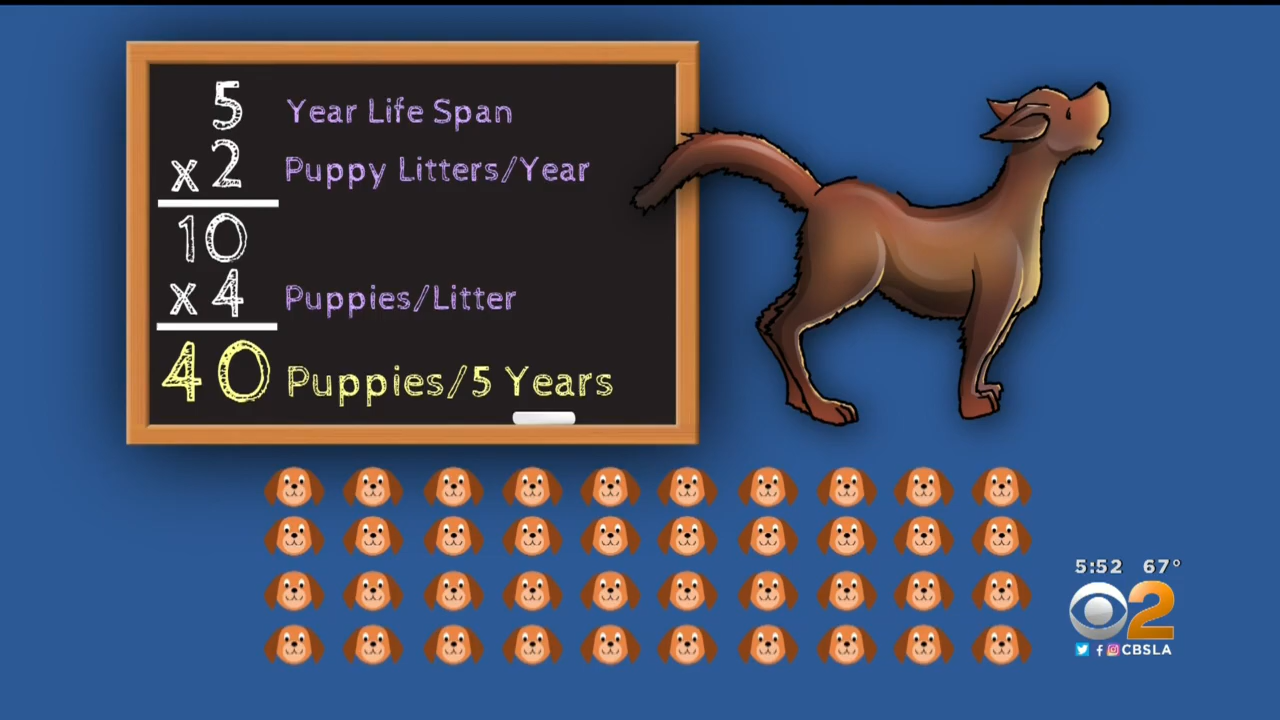 5 Year Life Span
x2 Puppy Litters/Year
10
x4 Puppies/Litter
40 Puppies/5 Years
5:52 67°
2
CBSLA